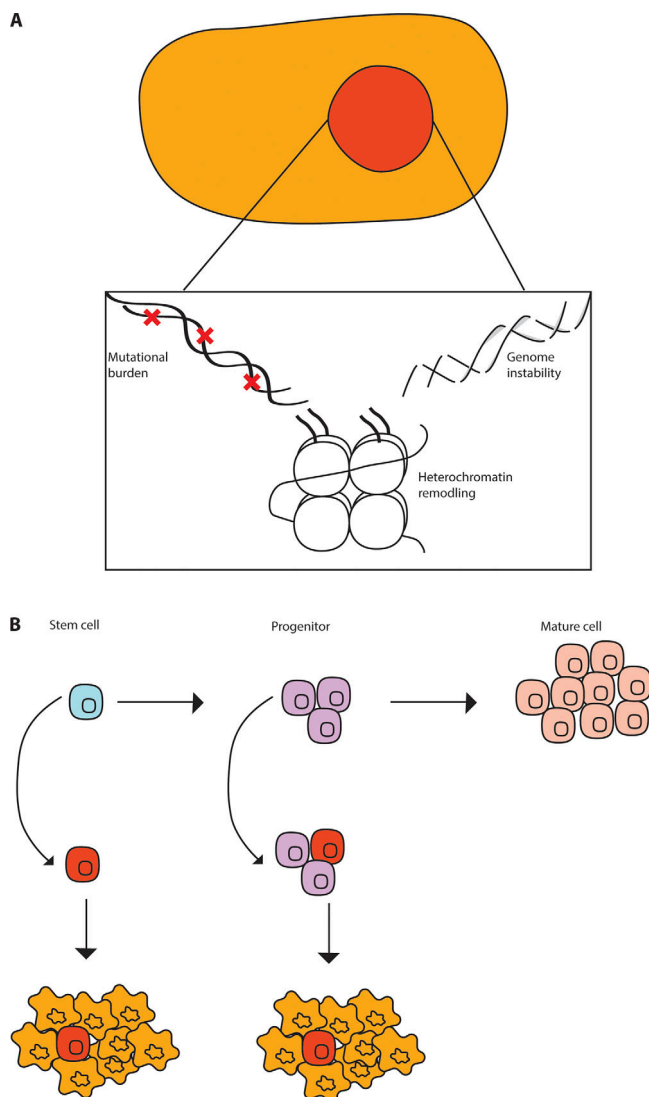 A
Mutational
burden
Genome
instability
Heterochromatin
remodling
B
Stem cell
Progenitor
Mature cell